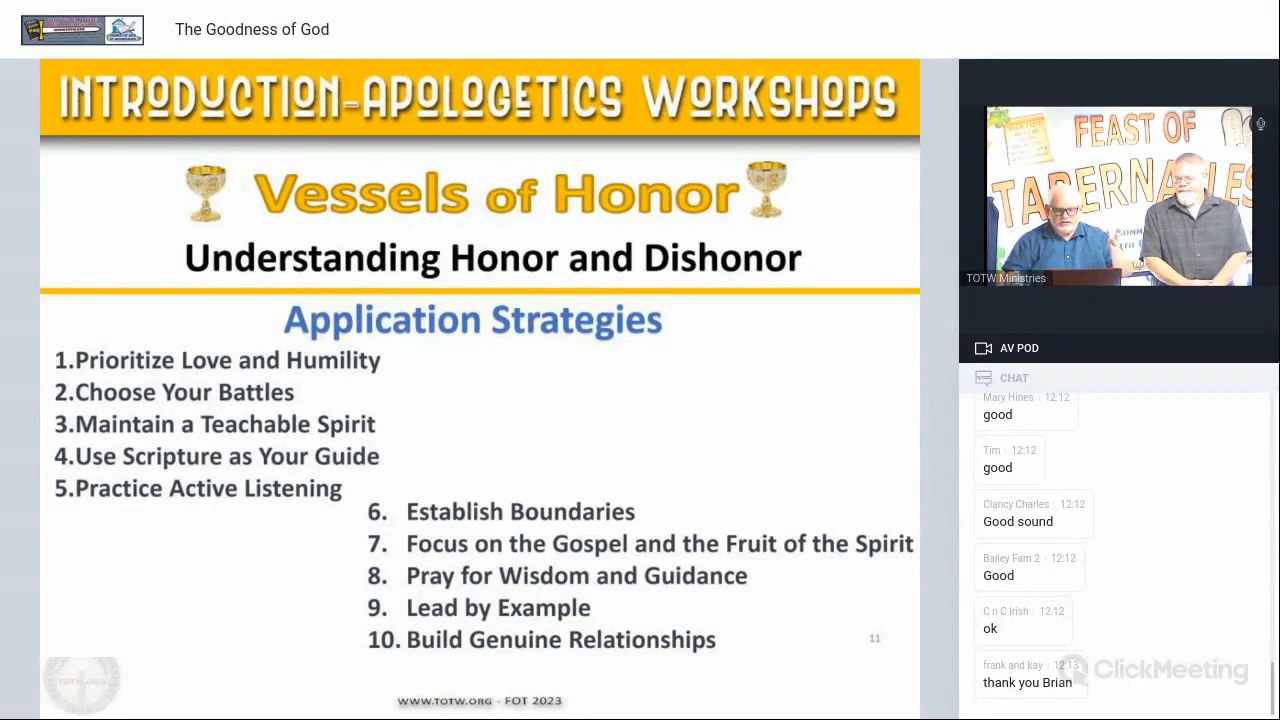 The Goodness of God
INTRODUCTION-APOLOGETICS WORKSHOPS
Vessels of Honor
Understanding Honor and Dishonor
Application Strategies
1.Prioritize Love and Humility
2.Choose Your Battles
3.Maintain a Teachable Spirit
4.Use Scripture as Your Guide
5.Practice Active Listening
6. Establish Boundaries
7. Focus on the Gospel and the Fruit of the Spirit
8. Pray for Wisdom and Guidance
9. Lead by Example
10. Build Genuine Relationships
11
WWW.TOTW.ORG - FOT 2023
FEAST OF
TABERNACLES
TOTW Ministries
AV POD
CHAT
Mary Hines 12:12
good
Tim 12:12
good
Clancy Charles 12:12
Good sound
Bailey Fam 2 12:12
Good
C n C Irish 12:12
ok
frank and kay 12:13
thank you Brian
ClickMeeting